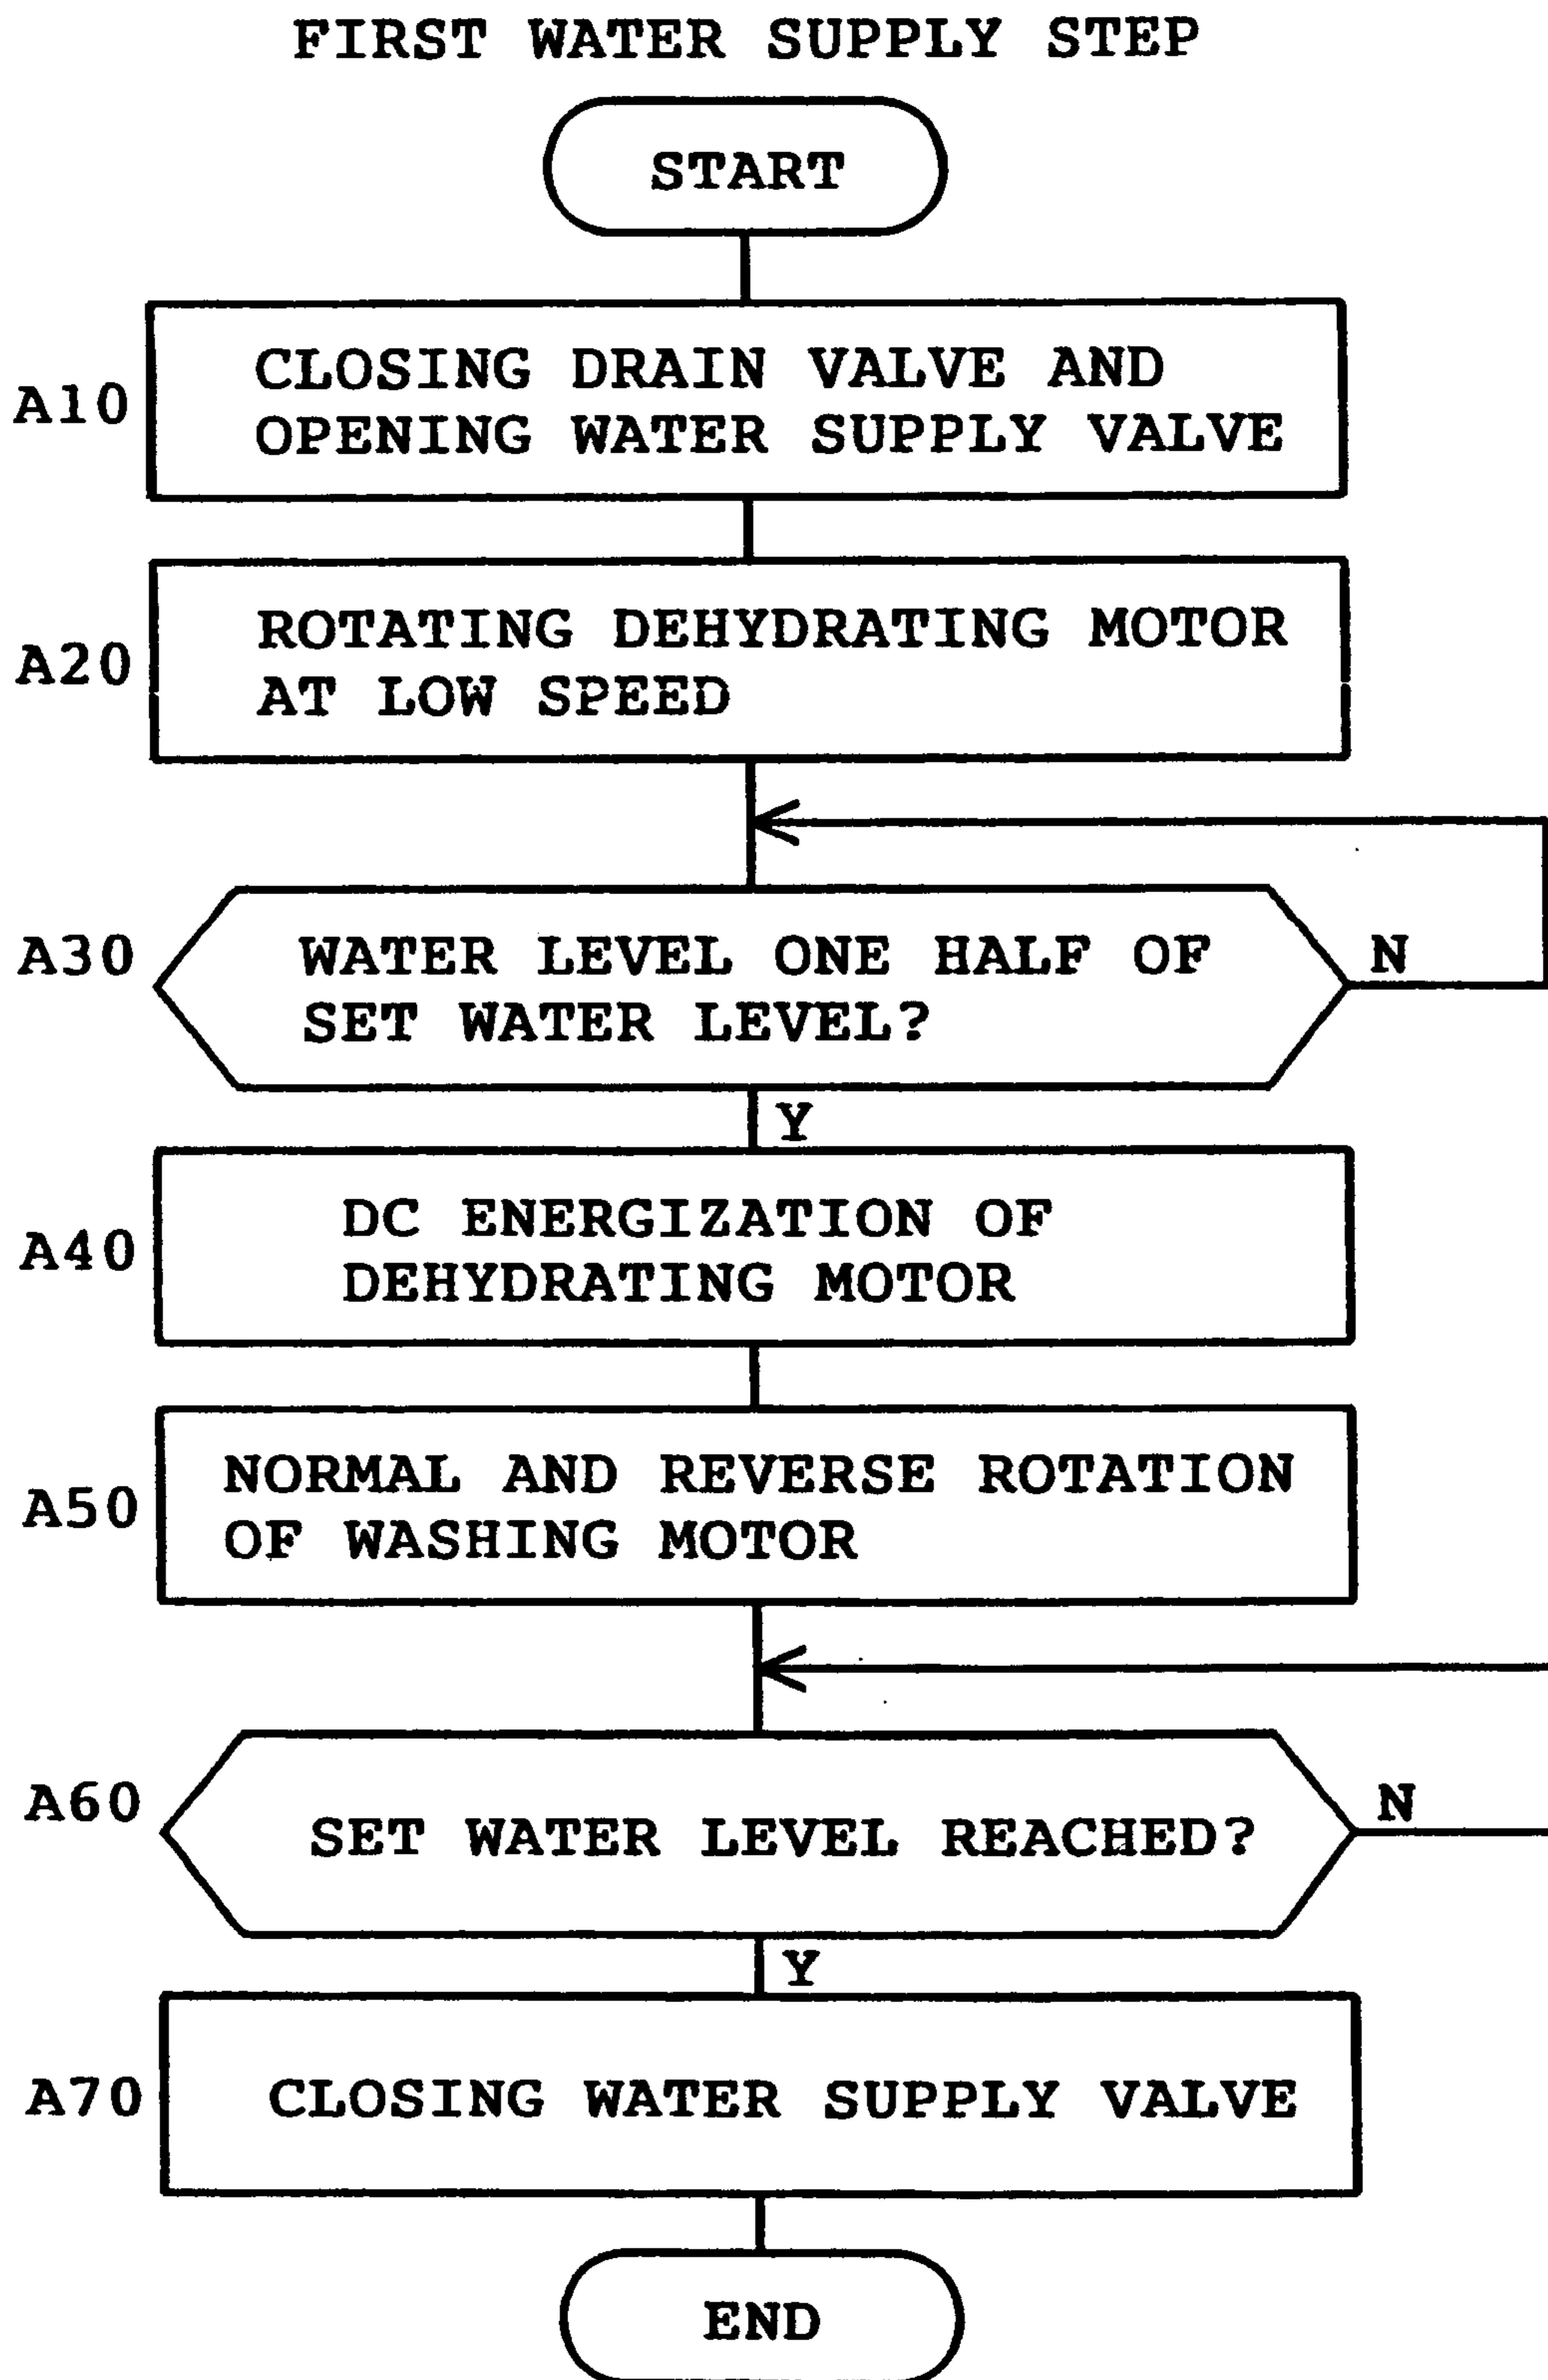 FIRST WATER SUPPLY STEP
START
A10
CLOSING DRAIN VALVE AND
OPENING WATER SUPPLY VALVE
A20
ROTATING DEHYDRATING MOTOR
AT LOW SPEED
A30
WATER LEVEL ONE HALF OF
SET WATER LEVEL?
N
Y
A40
DC ENERGIZATION OF
DEHYDRATING MOTOR
A50
NORMAL AND REVERSE ROTATION
OF WASHING MOTOR
A60
SET WATER LEVEL REACHED?
N
Y
A70
CLOSING WATER SUPPLY VALVE
END